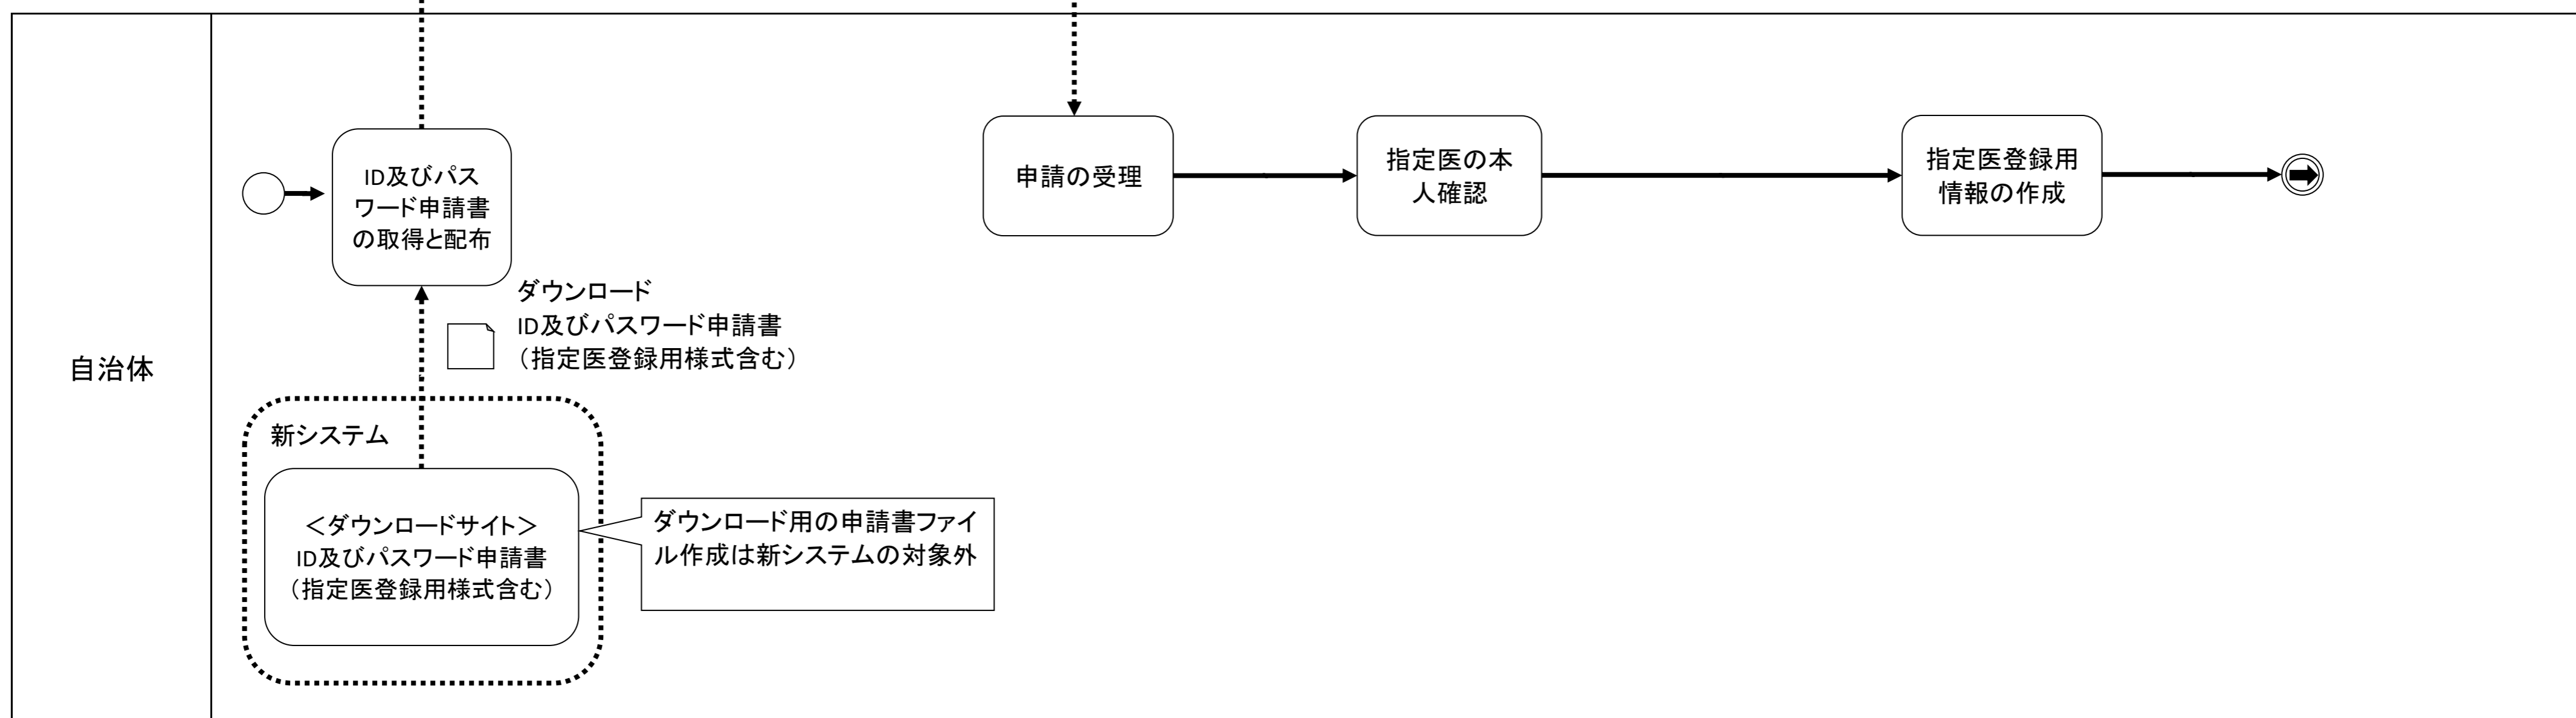 自治体
ID及びパス
ワード申請書
の取得と配布
申請の受理
指定医の本
人確認
指定医登録用
情報の作成
ダウンロード
ID及びパスワード申請書
（指定医登録用様式含む）
新システム
＜ダウンロードサイト＞
ID及びパスワード申請書
（指定医登録用様式含む）
ダウンロード用の申請書ファイ
ル作成は新システムの対象外